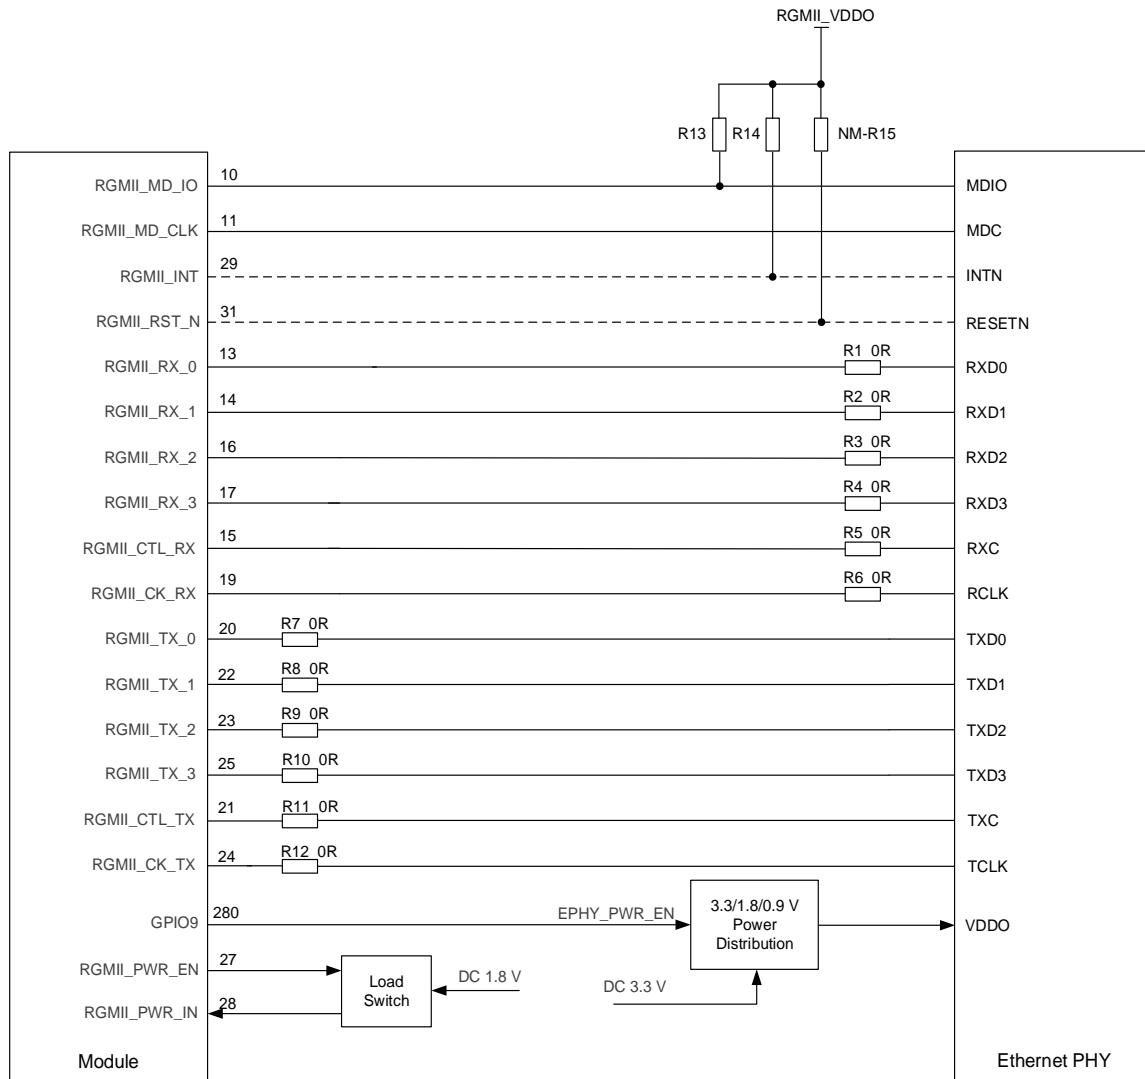 RGMII_VDDO
R13 R14 NM-R15
RGMII_MD_IO 10 MDIO
RGMII_MD_CLK 11 MDC
RGMII_INT 29 INTN
RGMII_RST_N 31 RESETN
RGMII_RX_0 13 R1 0R RXD0
RGMII_RX_1 14 R2 0R RXD1
RGMII_RX_2 16 R3 0R RXD2
RGMII_RX_3 17 R4 0R RXD3
RGMII_CTL_RX 15 R5 0R RXC
RGMII_CK_RX 19 R6 0R RCLK
RGMII_TX_0 20 R7 0R TXD0
RGMII_TX_1 22 R8 0R TXD1
RGMII_TX_2 23 R9 0R TXD2
RGMII_TX_3 25 R10 0R TXD3
RGMII_CTL_TX 21 R11 0R TXC
RGMII_CK_TX 24 R12 0R TCLK
GPIO9 280 EPHY_PWR_EN
3.3/1.8/0.9 V
Power
Distribution
VDDO
RGMII_PWR_EN 27
RGMII_PWR_IN 28
Load
Switch
DC 1.8 V
DC 3.3 V
Module
Ethernet PHY